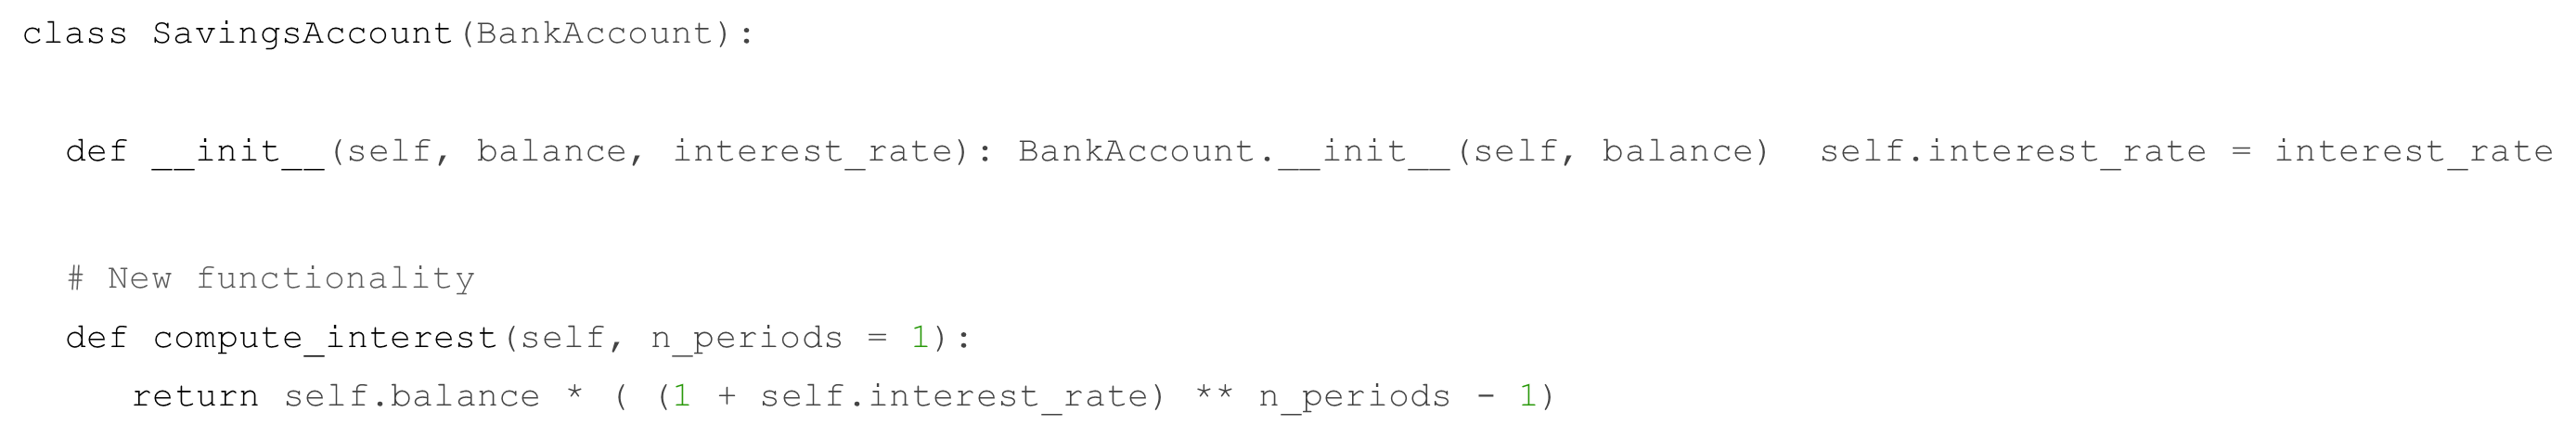 class SavingsAccount(BankAccount):
def __init__(self, balance, interest_rate): BankAccount.__init__(self, balance)  self.interest_rate = interest_rate
# New functionality
def compute_interest(self, n_periods = 1):
return self.balance * ( (1 + self.interest_rate) ** n_periods - 1)